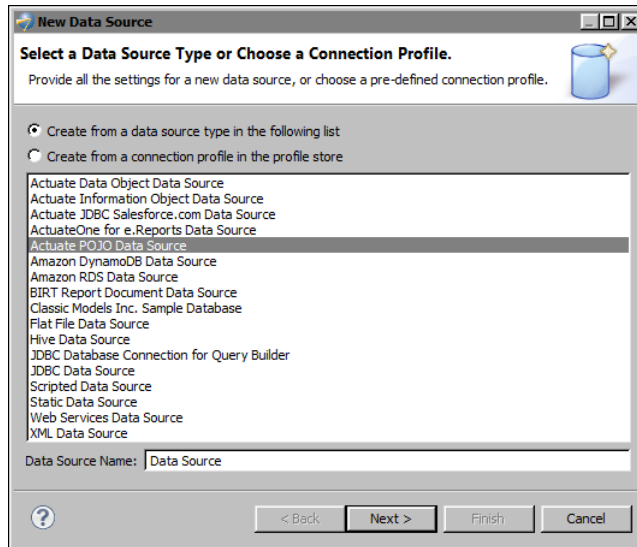 New Data Source
Select a Data Source Type or Choose a Connection Profile.
Provide all the settings for a new data source, or choose a pre-defined connection profile.
Create from a data source type in the following list
Create from a connection profile in the profile store
Actuate Data Object Data Source
Actuate Information Object Data Source
Actuate JDBC Salesforce.com Data Source
ActuateOne for e.Reports Data Source
Actuate POJO Data Source
Amazon DynamoDB Data Source
Amazon RDS Data Source
BIRT Report Document Data Source
Classic Models Inc. Sample Database
Flat File Data Source
Hive Data Source
JDBC Database Connection for Query Builder
JDBC Data Source
Scripted Data Source
Static Data Source
Web Services Data Source
XML Data Source
Data Source Name: Data Source
? < Back Next > Finish Cancel